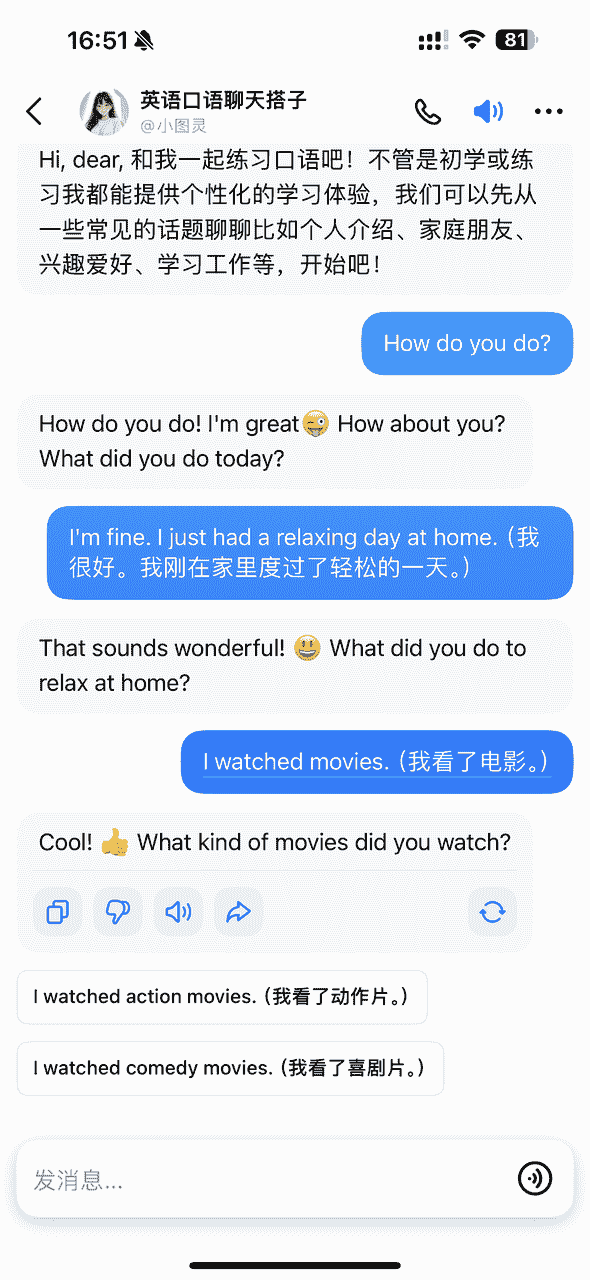 16:51
81
英语口语聊天搭子
@小图灵
Hi, dear, 和我一起练习口语吧！不管是初学或练
习我都能提供个性化的学习体验，我们可以先从
一些常见的话题聊聊比如个人介绍、家庭朋友、
兴趣爱好、学习工作等，开始吧！
How do you do?
How do you do! I'm great😜 How about you?
What did you do today?
I'm fine. I just had a relaxing day at home.（我
很好。我刚在家里度过了轻松的一天。）
That sounds wonderful! 😃 What did you do to
relax at home?
I watched movies.（我看了电影。）
Cool! 👍 What kind of movies did you watch?
I watched action movies.（我看了动作片。）
I watched comedy movies.（我看了喜剧片。）
发消息...